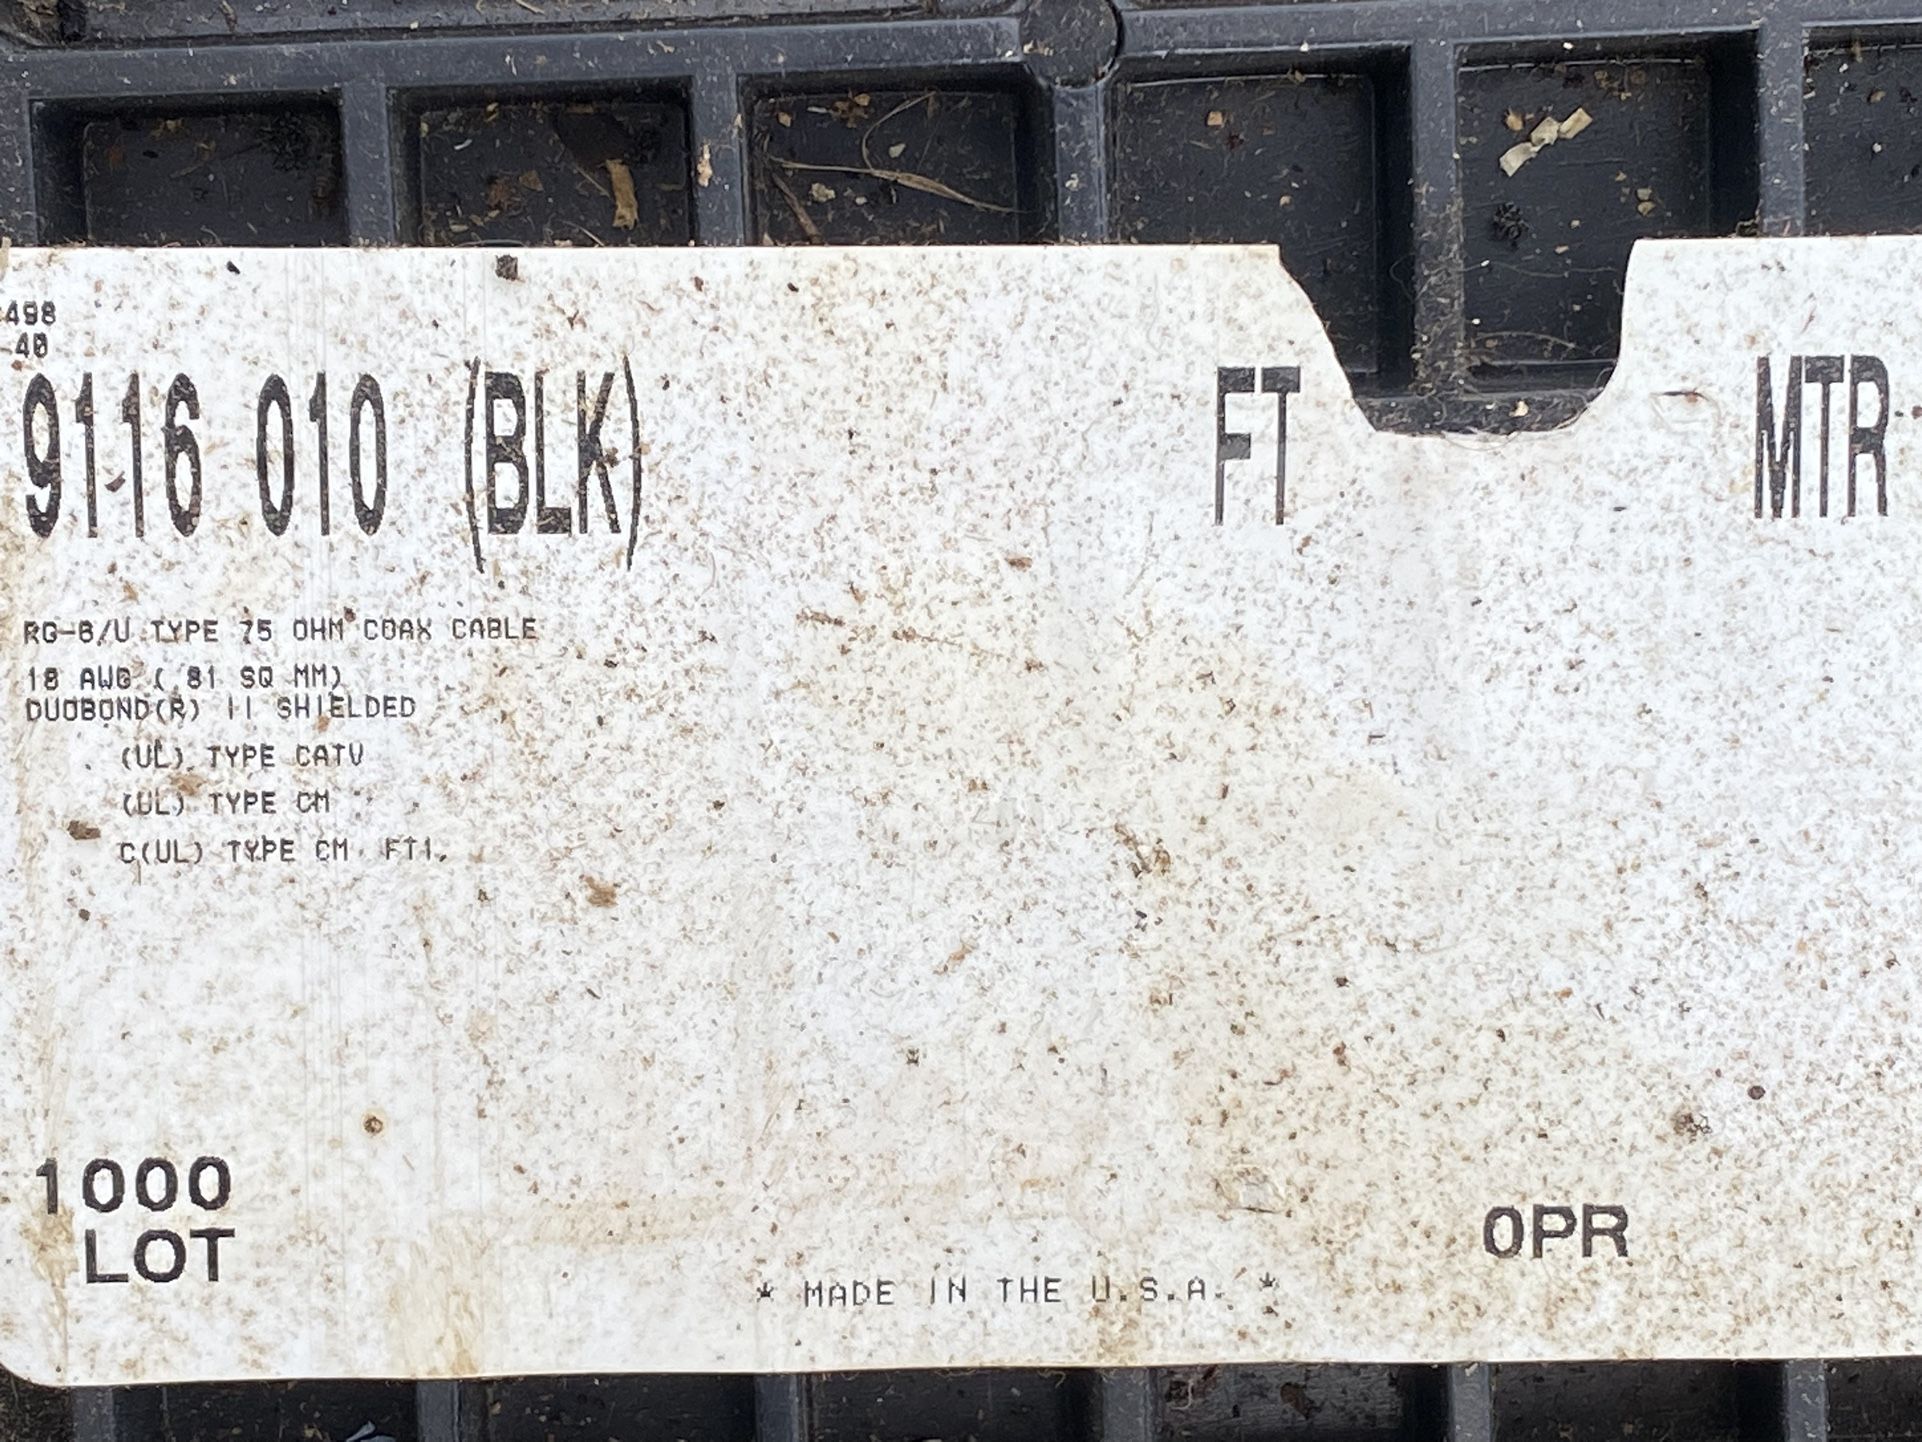 498
40
9116 010 (BLK) FT MTR
RG-6/U TYPE 75 OHM COAX CABLE
18 AWG (.81 SQ MM)
DUOBOND(R) II SHIELDED
(UL) TYPE CATV
(UL) TYPE CM
C(UL) TYPE CM FT1
1000
LOT
OPR
* MADE IN THE U.S.A. *